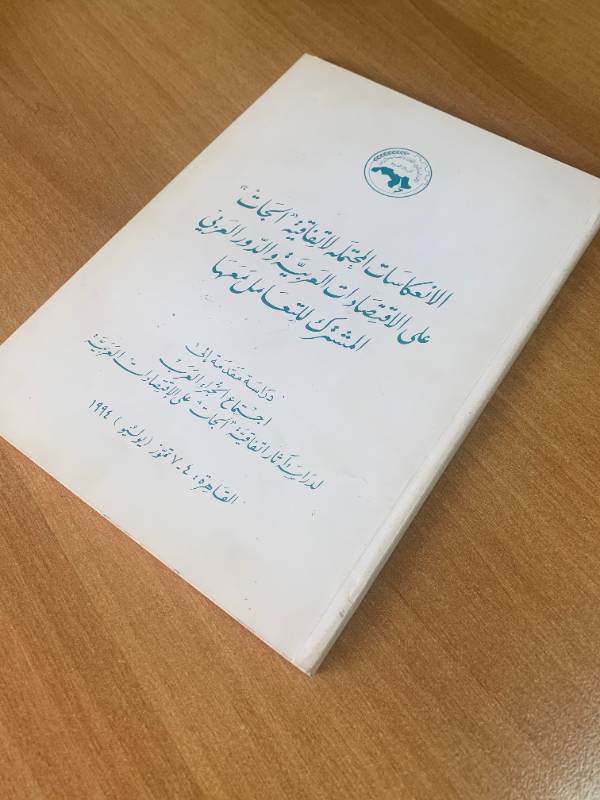 الانعكاسات المحتملة لاتفاقية "الجات"
على الاقتصادات العربية والدور العربي
المشترك للتعامل معها
دراسة مقدمة إلى
اجتماع الخبراء العرب
لدراسة آثار اتفاقية "الجات" على الاقتصادات العربية
القاهرة: ٤ - ٧ تموز (يوليو) ١٩٩٤